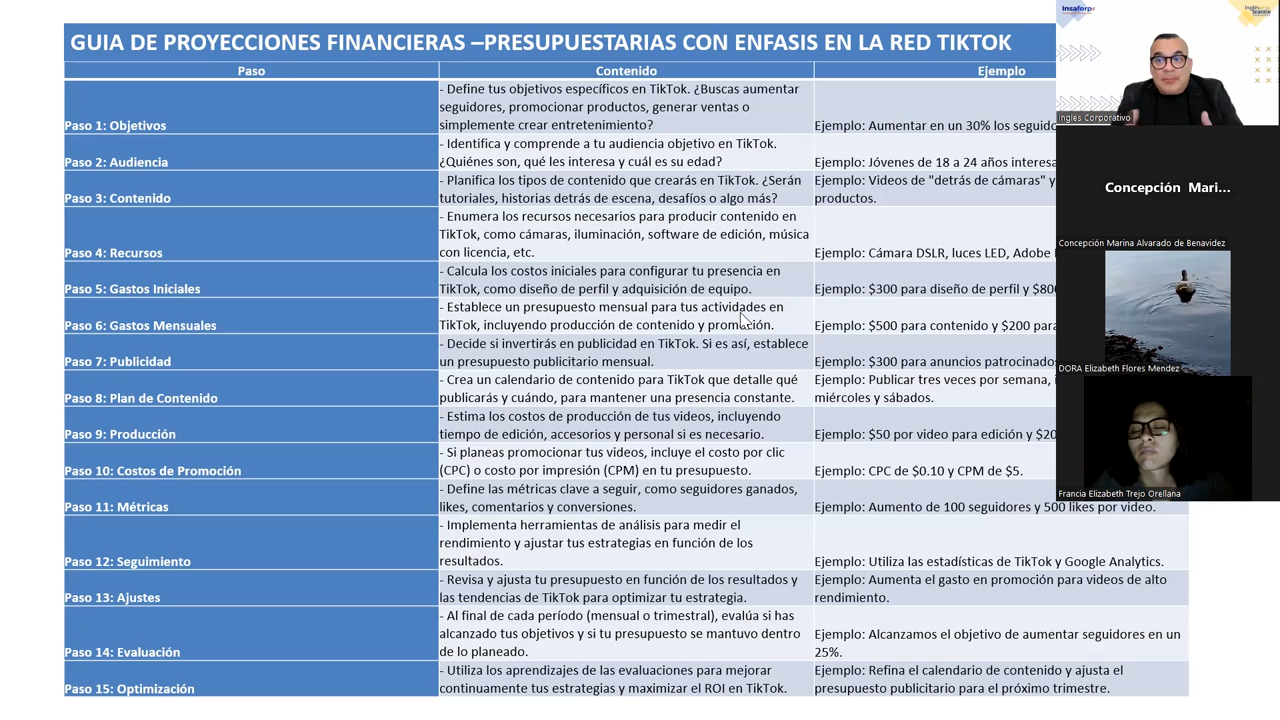 GUIA DE PROYECCIONES FINANCIERAS –PRESUPUESTARIAS CON ENFASIS EN LA RED TIKTOK
Paso
Contenido
Ejemplo
Paso 1: Objetivos
- Define tus objetivos específicos en TikTok. ¿Buscas aumentar
seguidores, promocionar productos, generar ventas o
simplemente crear entretenimiento?
Ejemplo: Aumentar en un 30% los
Paso 2: Audiencia
- Identifica y comprende a tu audiencia objetivo en TikTok.
¿Quiénes son, qué les interesa y cuál es su edad?
Ejemplo: Jóvenes de 18 a 24 años
Paso 3: Contenido
- Planifica los tipos de contenido que crearás en TikTok. ¿Serán
tutoriales, historias detrás de escena, desafíos o algo más?
Ejemplo: Videos de "detrás de cámaras" y
productos.
Paso 4: Recursos
- Enumera los recursos necesarios para producir contenido en
TikTok, como cámaras, iluminación, software de edición, música
con licencia, etc.
Ejemplo: Cámara DSLR, luces LED, Adobe
Paso 5: Gastos Iniciales
- Calcula los costos iniciales para configurar tu presencia en
TikTok, como diseño de perfil y adquisición de equipo.
Ejemplo: $300 para diseño de perfil y $800
Paso 6: Gastos Mensuales
- Establece un presupuesto mensual para tus actividades en
TikTok, incluyendo producción de contenido y promoción.
Ejemplo: $500 para contenido y $200 para
Paso 7: Publicidad
- Decide si invertirás en publicidad en TikTok. Si es así, establece
un presupuesto publicitario mensual.
Ejemplo: $300 para anuncios patrocinados
Paso 8: Plan de Contenido
- Crea un calendario de contenido para TikTok que detalle qué
publicarás y cuándo, para mantener una presencia constante.
Ejemplo: Publicar tres veces por semana,
miércoles y sábados.
Paso 9: Producción
- Estima los costos de producción de tus videos, incluyendo
tiempo de edición, accesorios y personal si es necesario.
Ejemplo: $50 por video para edición y $20
Paso 10: Costos de Promoción
- Si planeas promocionar tus videos, incluye el costo por clic
(CPC) o costo por impresión (CPM) en tu presupuesto.
Ejemplo: CPC de $0.10 y CPM de $5.
Paso 11: Métricas
- Define las métricas clave a seguir, como seguidores ganados,
likes, comentarios y conversiones.
Ejemplo: Aumento de 100 seguidores y 500 likes por video.
Paso 12: Seguimiento
- Implementa herramientas de análisis para medir el
rendimiento y ajustar tus estrategias en función de los
resultados.
Ejemplo: Utiliza las estadísticas de TikTok y Google Analytics.
Paso 13: Ajustes
- Revisa y ajusta tu presupuesto en función de los resultados y
las tendencias de TikTok para optimizar tu estrategia.
Ejemplo: Aumenta el gasto en promoción para videos de alto
rendimiento.
Paso 14: Evaluación
- Al final de cada período (mensual o trimestral), evalúa si has
alcanzado tus objetivos y si tu presupuesto se mantuvo dentro
de lo planeado.
Ejemplo: Alcanzamos el objetivo de aumentar seguidores en un
25%.
Paso 15: Optimización
- Utiliza los aprendizajes de las evaluaciones para mejorar
continuamente tus estrategias y maximizar el ROI en TikTok.
Ejemplo: Refina el calendario de contenido y ajusta el
presupuesto publicitario para el próximo trimestre.
Insaforp
Ingles Corporativo
Concepción Mari...
Concepción Marina Alvarado de Benavidez
DORA Elizabeth Flores Mendez
Francia Elizabeth Trejo Orellana